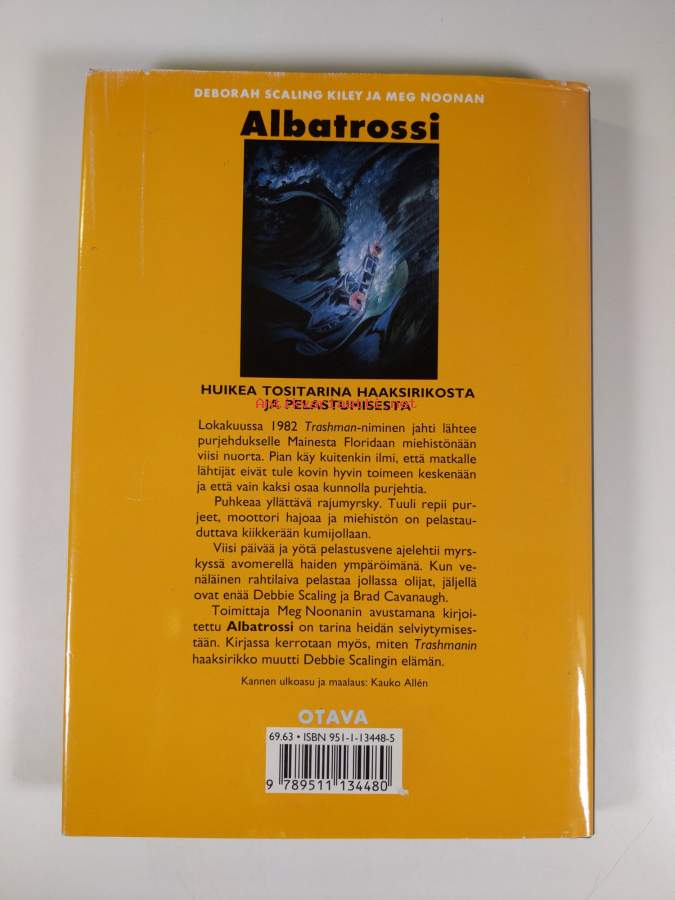 DEBORAH SCALING KILEY JA MEG NOONAN
Albatrossi
HUIKEA TOSITARINA HAAKSIRIKOSTA
JA PELASTUMISESTA
Lokakuussa 1982 Trashman-niminen jahti lähtee
purjehdukselle Mainesta Floridaan miehistönään
viisi nuorta. Pian käy kuitenkin ilmi, että matkalle
lähtijät eivät tule kovin hyvin toimeen keskenään
ja että vain kaksi osaa kunnolla purjehtia.
Puhkeaa yllättävä rajumyrsky. Tuuli repii pur-
jeet, moottori hajoaa ja miehistön on pelastau-
duttava kiikkerään kumijollaan.
Viisi päivää ja yötä pelastusvene ajelehtii myrs-
kyssä avomerellä haiden ympäröimänä. Kun ve-
näläinen rahtilaiva pelastaa jollassa olijat, jäljellä
ovat enää Debbie Scaling ja Brad Cavanaugh.
Toimittaja Meg Noonanin avustamana kirjoi-
tettu Albatrossi on tarina heidän selviytymises-
tään. Kirjassa kerrotaan myös, miten Trashmanin
haaksirikko muutti Debbie Scalingin elämän.
Kannen ulkoasu ja maalaus: Kauko Allén
OTAVA
69.63 • ISBN 951-1-13448-5
9 789511 134480